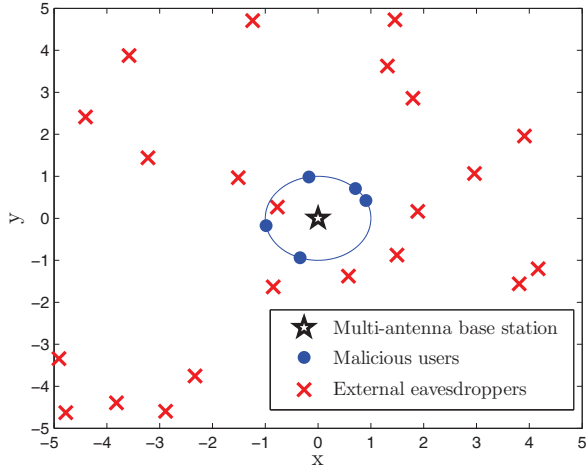 5
4
3
2
1
0
−1
−2
−3
−4
−5
y
Multi-antenna base station
Malicious users
External eavesdroppers
−5 −4 −3 −2 −1 0 1 2 3 4 5
x